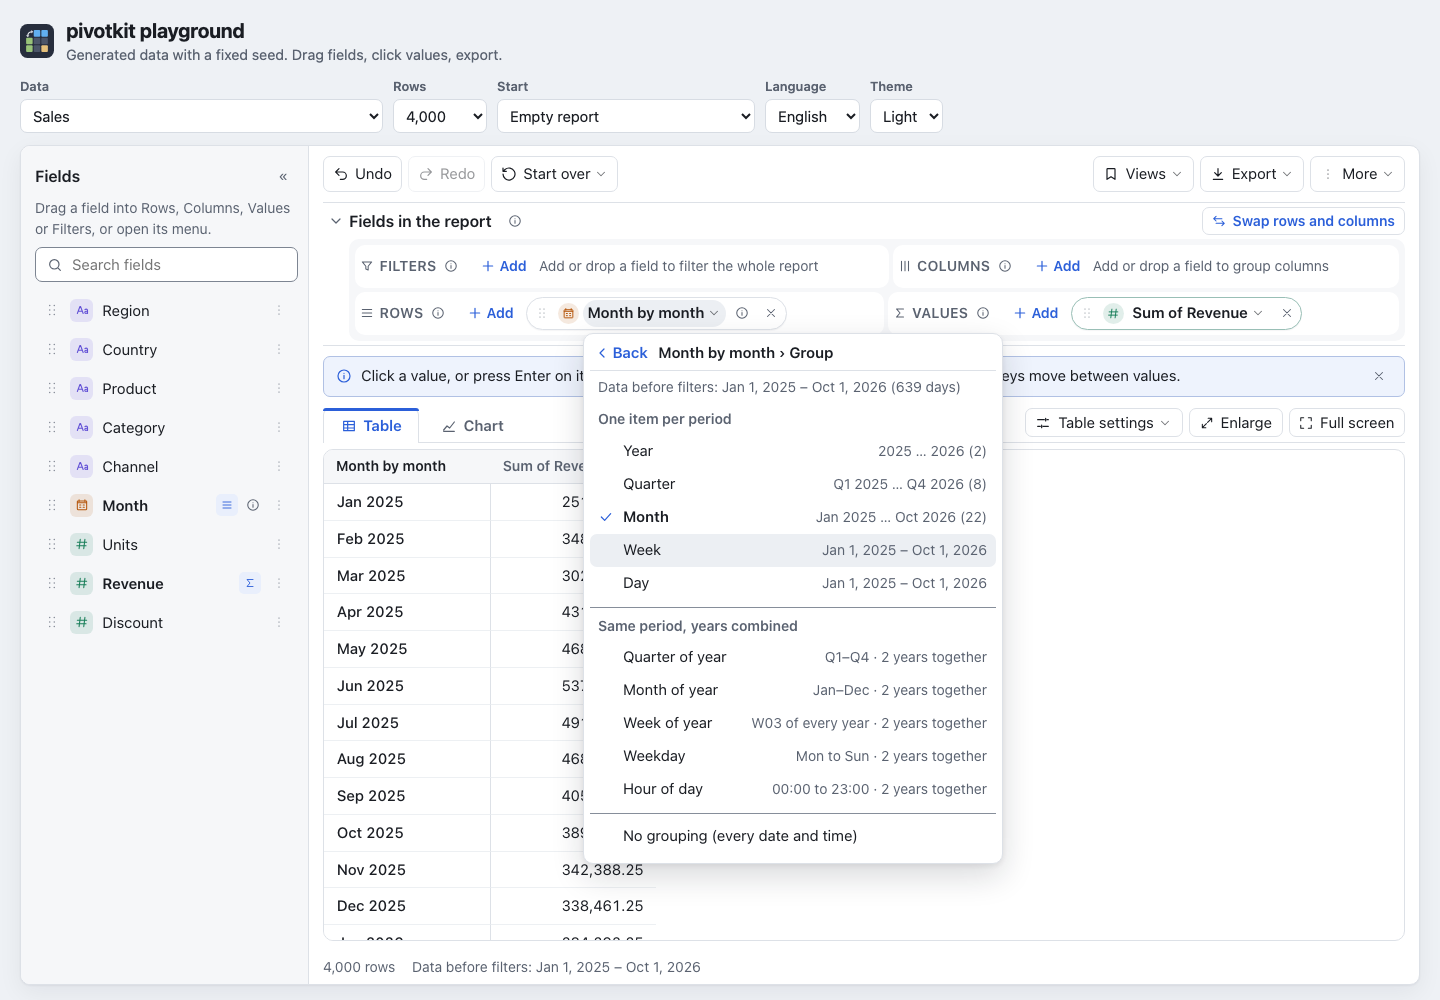 pivotkit playground
Generated data with a fixed seed. Drag fields, click values, export.
Data
Rows
Start
Language
Theme
Sales
4,000
Empty report
English
Light
Fields
«
Drag a field into Rows, Columns, Values
or Filters, or open its menu.
Search fields
Aa Region
Aa Country
Aa Product
Aa Category
Aa Channel
Month
# Units
# Revenue Σ
# Discount
Undo
Redo
Start over
Views
Export
More
Fields in the report
Swap rows and columns
FILTERS
+ Add
Add or drop a field to filter the whole report
COLUMNS
+ Add
Add or drop a field to group columns
ROWS
+ Add
Month by month
Σ VALUES
+ Add
# Sum of Revenue
Back Month by month › Group
Click a value, or press Enter on
move between values.
Data before filters: Jan 1, 2025 – Oct 1, 2026 (639 days)
One item per period
Year 2025 ... 2026 (2)
Quarter Q1 2025 ... Q4 2026 (8)
Month Jan 2025 ... Oct 2026 (22)
Week Jan 1, 2025 – Oct 1, 2026
Day Jan 1, 2025 – Oct 1, 2026
Same period, years combined
Quarter of year Q1–Q4 · 2 years together
Month of year Jan–Dec · 2 years together
Week of year W03 of every year · 2 years together
Weekday Mon to Sun · 2 years together
Hour of day 00:00 to 23:00 · 2 years together
No grouping (every date and time)
Table
Chart
Table settings
Enlarge
Full screen
Month by month Sum of
Jan 2025
Feb 2025
Mar 2025
Apr 2025
May 2025
Jun 2025
Jul 2025
Aug 2025
Sep 2025
Oct 2025
Nov 2025 342,388.25
Dec 2025 338,461.25
4,000 rows Data before filters: Jan 1, 2025 – Oct 1, 2026